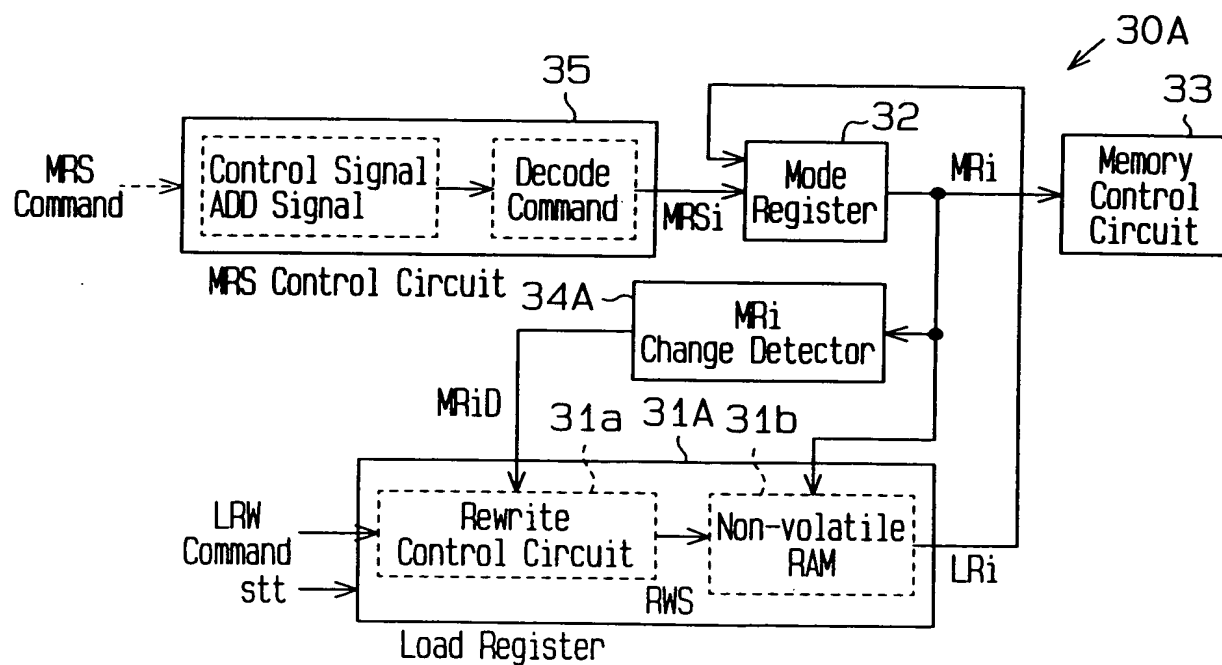 30A
35
32
33
MRS
Command
Control Signal
ADD Signal
Decode
Command
MRSi
Mode
Register
MRi
Memory
Control
Circuit
MRS Control Circuit
34A
MRi
Change Detector
MRiD
31a
31A
31b
LRW
Command
stt
Rewrite
Control Circuit
Non-volatile
RAM
RWS
LRi
Load Register